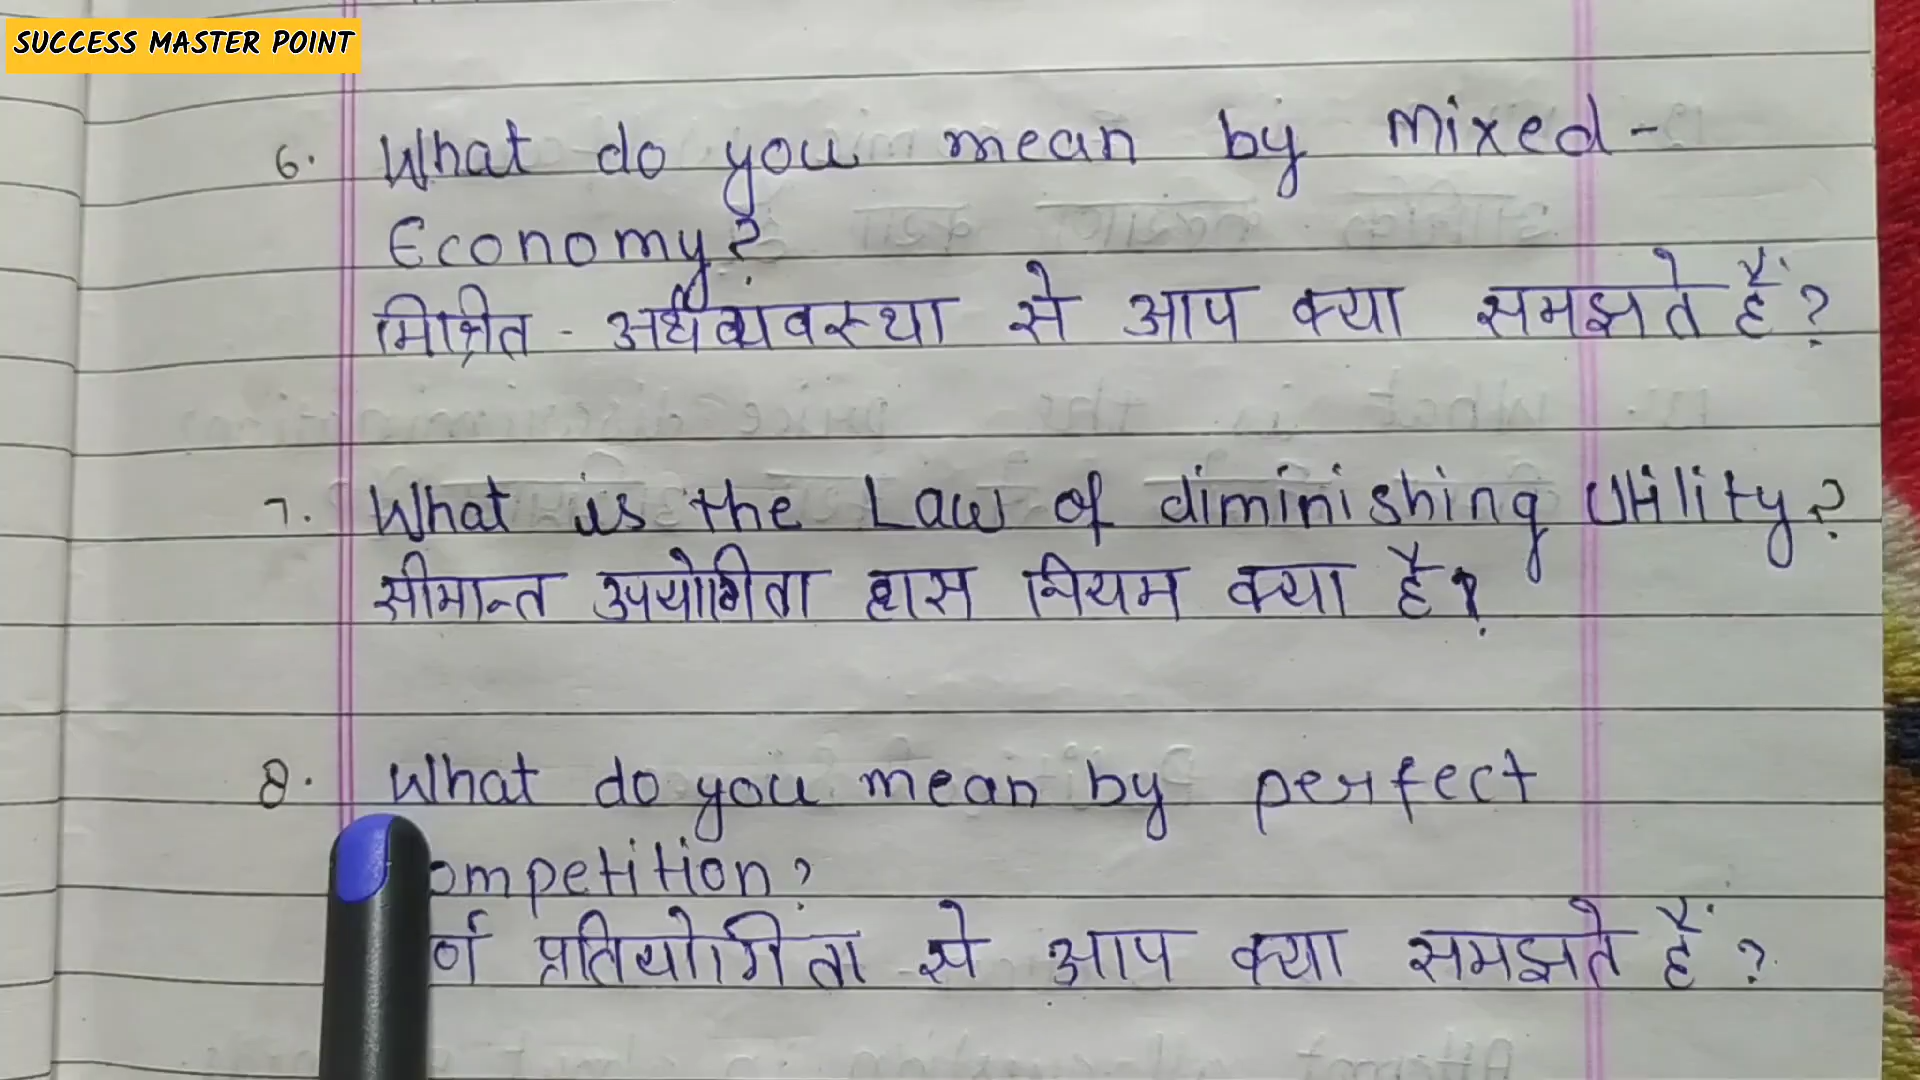 SUCCESS MASTER POINT
6. What do you mean by Mixed-
Economy?
मिश्रित - अर्थव्यवस्था से आप क्या समझते हैं?
7. What is the Law of diminishing Utility?
सीमान्त उपयोगिता ह्रास नियम क्या है?
8. What do you mean by perfect
ompetition?
र्ण प्रतियोगिता से आप क्या समझते हैं?